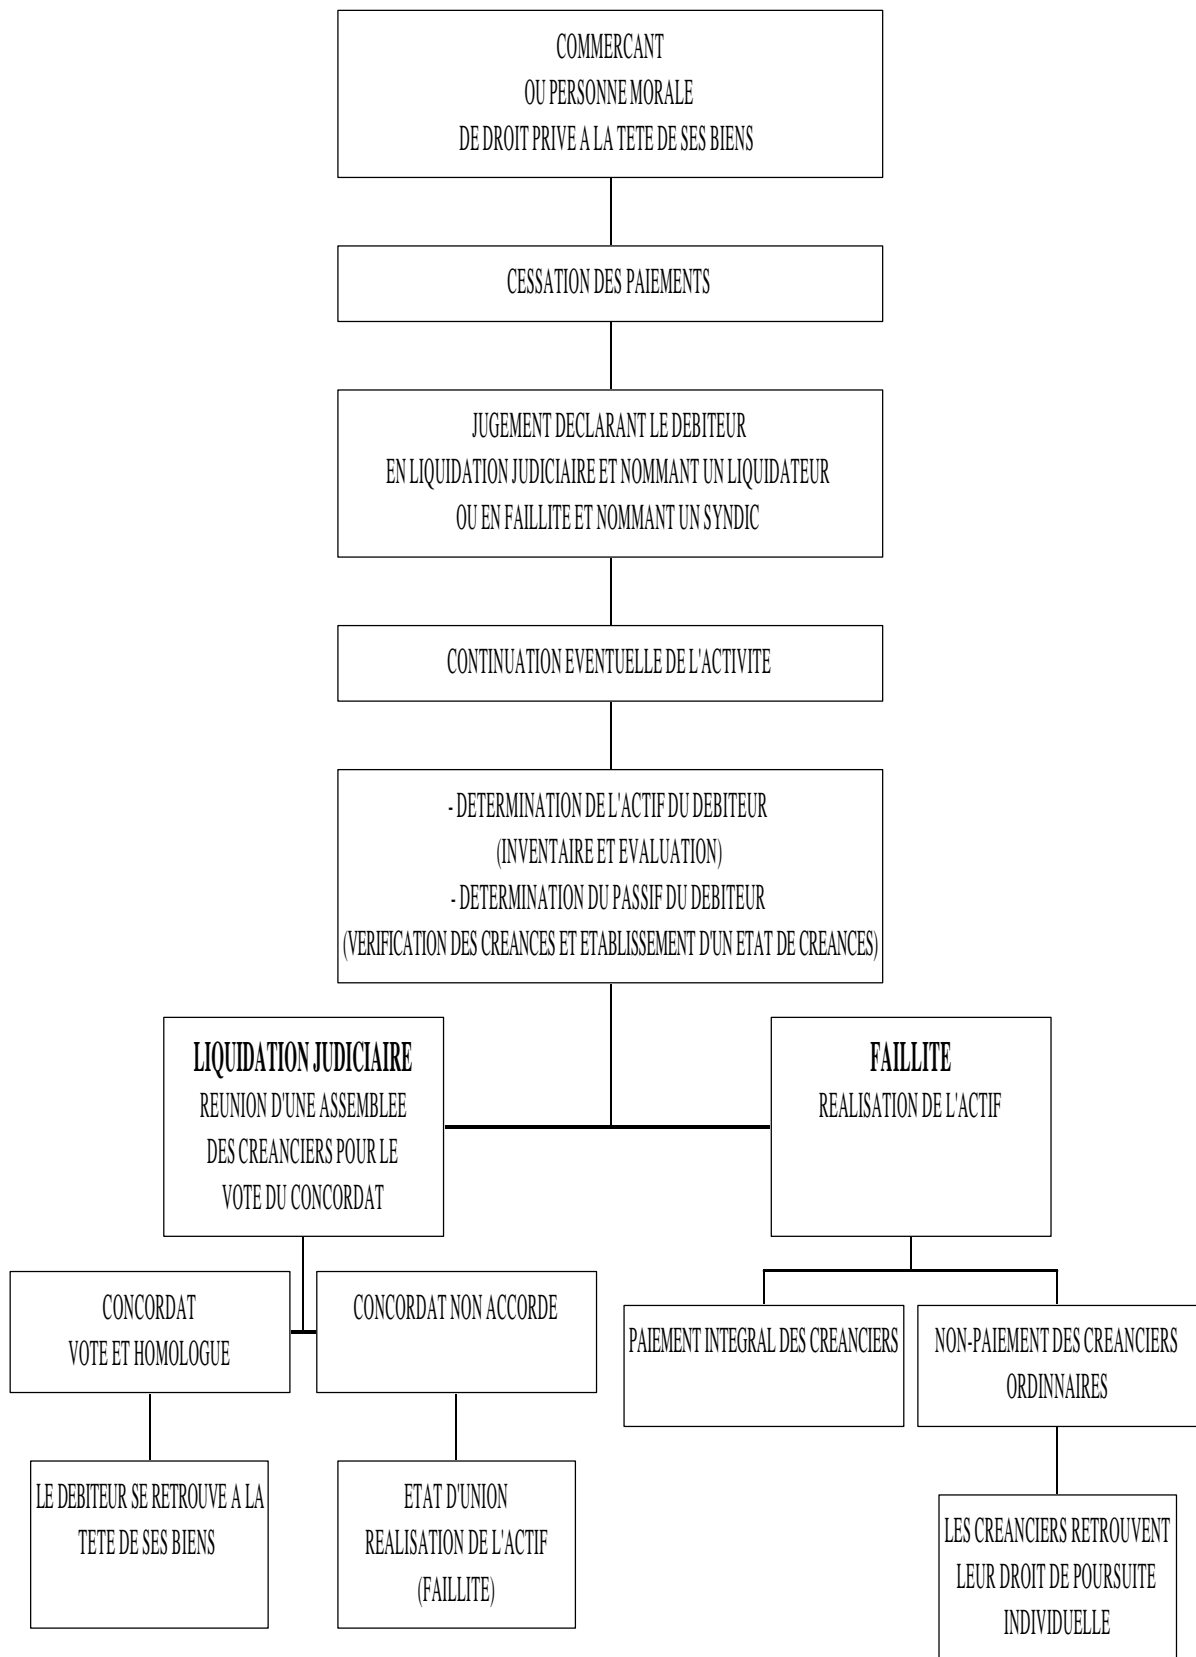 COMMERCANT
OU PERSONNE MORALE
DE DROIT PRIVE A LA TETE DE SES BIENS
CESSATION DES PAIEMENTS
JUGEMENT DECLARANT LE DEBITEUR
EN LIQUIDATION JUDICIAIRE ET NOMMANT UN LIQUIDATEUR
OU EN FAILLITE ET NOMMANT UN SYNDIC
CONTINUATION EVENTUELLE DE L'ACTIVITE
- DETERMINATION DE L'ACTIF DU DEBITEUR
(INVENTAIRE ET EVALUATION)
- DETERMINATION DU PASSIF DU DEBITEUR
(VERIFICATION DES CREANCES ET ETABLISSEMENT D'UN ETAT DE CREANCES)
LIQUIDATION JUDICIAIRE
REUNION D'UNE ASSEMBLEE
DES CREANCIERS POUR LE
VOTE DU CONCORDAT
FAILLITE
REALISATION DE L'ACTIF
CONCORDAT
VOTE ET HOMOLOGUE
CONCORDAT NON ACCORDE
PAIEMENT INTEGRAL DES CREANCIERS
NON-PAIEMENT DES CREANCIERS
ORDINNAIRES
LE DEBITEUR SE RETROUVE A LA
TETE DE SES BIENS
ETAT D'UNION
REALISATION DE L'ACTIF
(FAILLITE)
LES CREANCIERS RETROUVENT
LEUR DROIT DE POURSUITE
INDIVIDUELLE